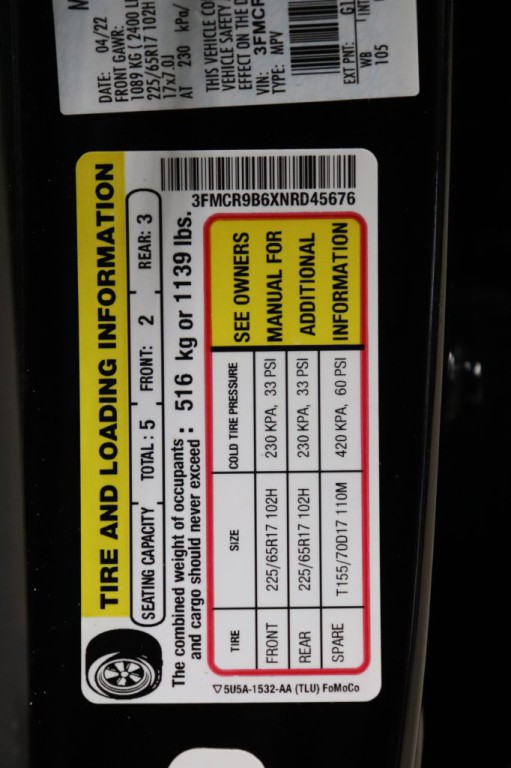 DATE: 04/22
FRONT GAWR:
1089 KG ( 2400 L
225/65R17 102H
17x7.0J
AT 230 kPa/
THIS VEHICLE CO
VEHICLE SAFETY
EFFECT ON THE D
VIN: 3FMCR
TYPE: MPV
EXT PNT: G1
WB
105
TIRE AND LOADING INFORMATION
SEATING CAPACITY TOTAL: 5 FRONT: 2 REAR: 3
The combined weight of occupants
and cargo should never exceed : 516 kg or 1139 lbs.
3FMCR9B6XNRD45676
TIRE SIZE COLD TIRE PRESSURE SEE OWNERS
FRONT 225/65R17 102H 230 KPA, 33 PSI MANUAL FOR
REAR 225/65R17 102H 230 KPA, 33 PSI ADDITIONAL
SPARE T155/70D17 110M 420 KPA, 60 PSI INFORMATION
5U5A-1532-AA (TLU) FoMoCo